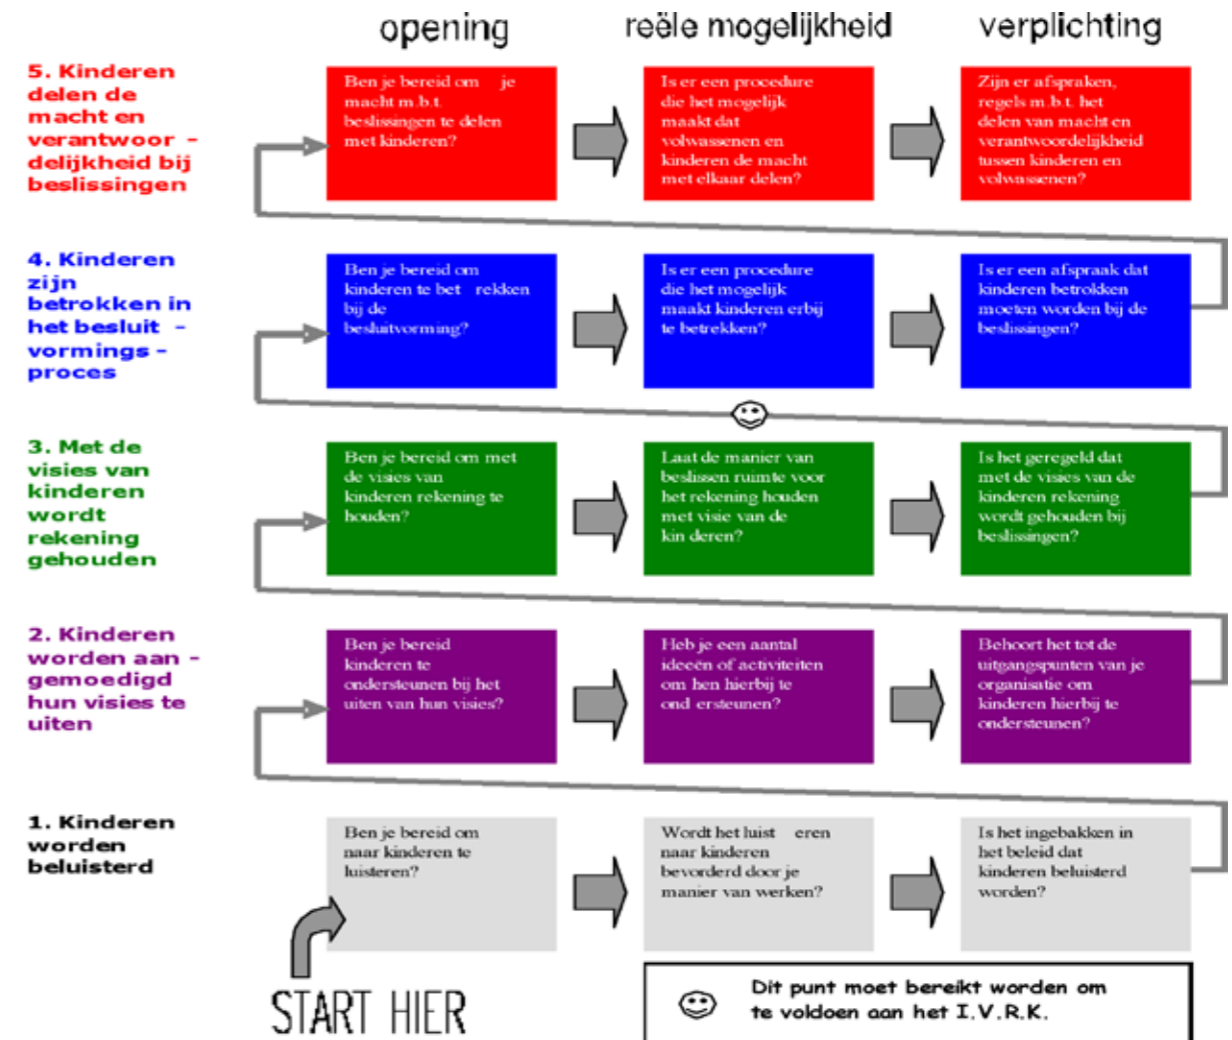 opening
reële mogelijkheid
verplichting
5. Kinderen
delen de
macht en
verantwoor -
delijkheid bij
beslissingen
Ben je bereid om je
macht m.b.t.
beslissingen te delen
met kinderen?
Is er een procedure
die het mogelijk
maakt dat
volwassenen en
kinderen de macht
met elkaar delen?
Zijn er afspraken,
regels m.b.t. het
delen van macht en
verantwoordelijkheid
tussen kinderen en
volwassenen?
4. Kinderen
zijn
betrokken in
het besluit -
vormings -
proces
Ben je bereid om
kinderen te bet rekken
bij de
besluitvorming?
Is er een procedure
die het mogelijk
maakt kinderen erbij
te betrekken?
Is er een afspraak dat
kinderen betrokken
moeten worden bij de
beslissingen?
3. Met de
visies van
kinderen
wordt
rekening
gehouden
Ben je bereid om met
de visies van
kinderen rekening te
houden?
Laat de manier van
beslissen ruimte voor
het rekening houden
met visie van de
kin deren?
Is het geregeld dat
met de visies van de
kinderen rekening
wordt gehouden bij
beslissingen?
2. Kinderen
worden aan -
gemoedigd
hun visies te
uiten
Ben je bereid
kinderen te
ondersteunen bij het
uiten van hun visies?
Heb je een aantal
ideeën of activiteiten
om hen hierbij te
ond ersteunen?
Behoort het tot de
uitgangspunten van je
organisatie om
kinderen hierbij te
ondersteunen?
1. Kinderen
worden
beluisterd
Ben je bereid om
naar kinderen te
luisteren?
Wordt het luist eren
naar kinderen
bevorderd door je
manier van werken?
Is het ingebakken in
het beleid dat
kinderen beluisterd
worden?
START HIER
Dit punt moet bereikt worden om
te voldoen aan het I.V.R.K.